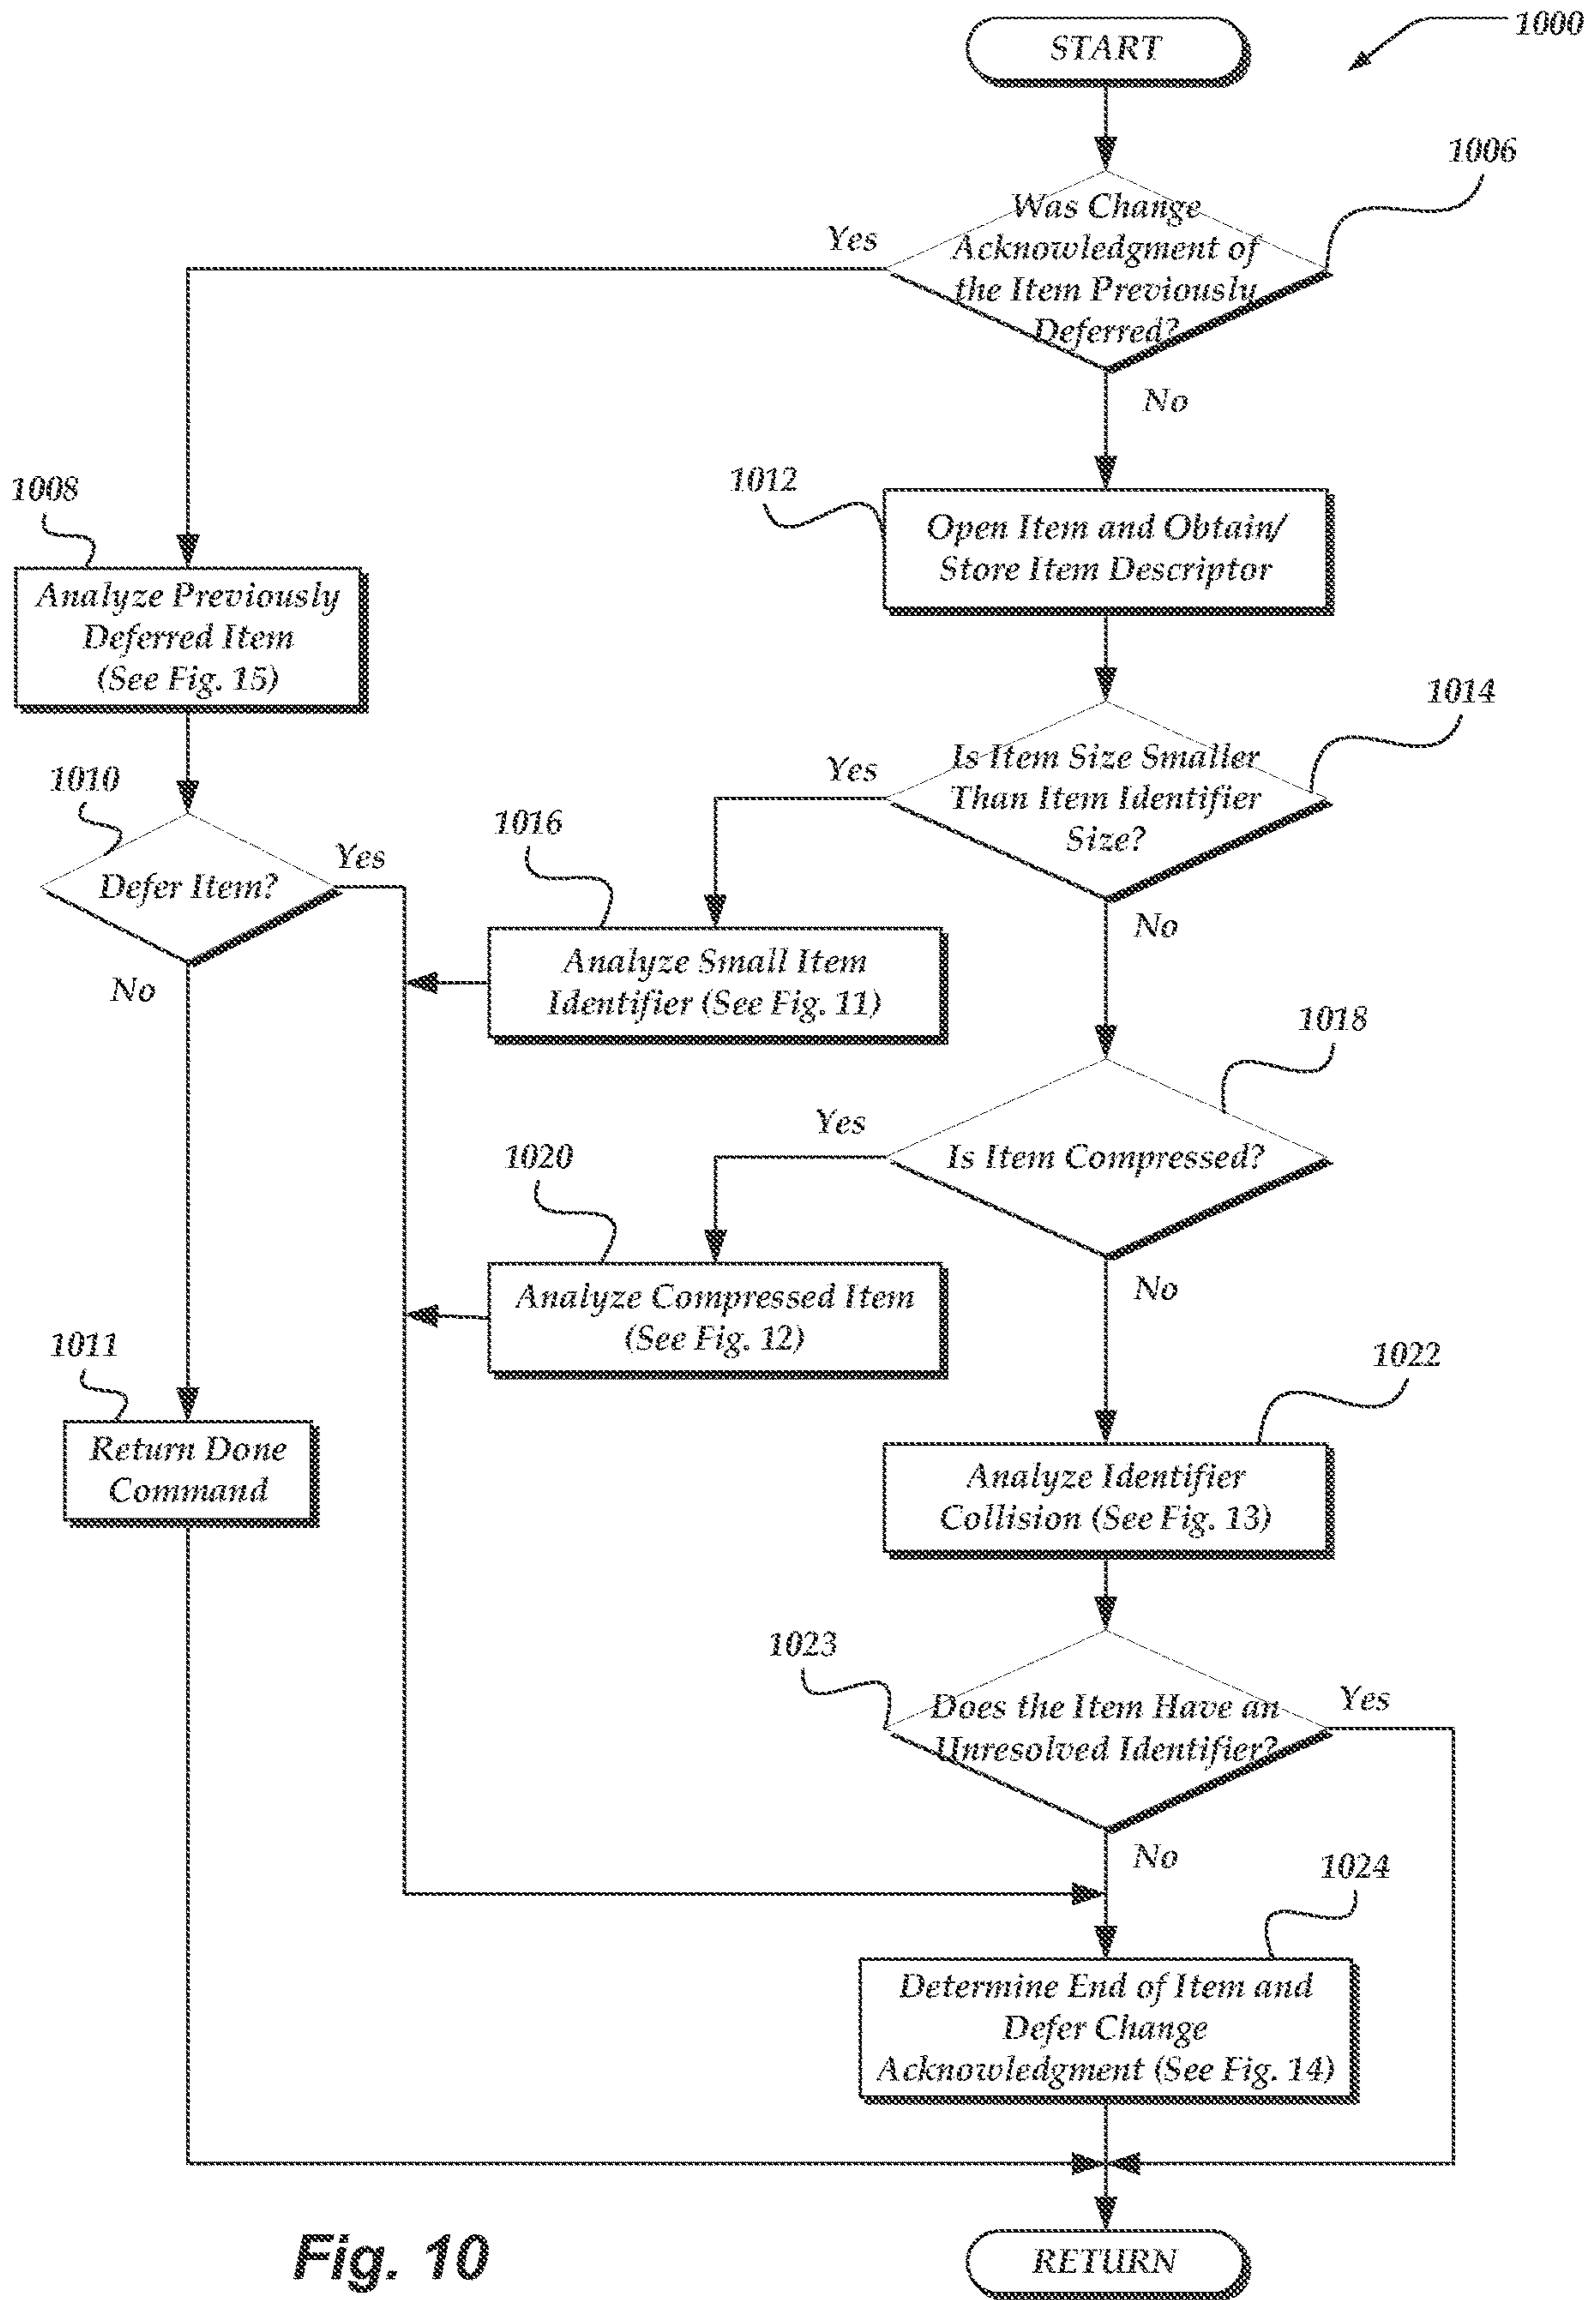 START
1000
1006
Was Change
Acknowledgment of
the Item Previously
Deferred?
Yes
No
1008
Analyze Previously
Deferred Item
(See Fig. 15)
1012
Open Item and Obtain/
Store Item Descriptor
1010
Defer Item?
Yes
No
1014
Is Item Size Smaller
Than Item Identifier
Size?
Yes
No
1016
Analyze Small Item
Identifier (See Fig. 11)
1018
Is Item Compressed?
Yes
No
1020
Analyze Compressed Item
(See Fig. 12)
1011
Return Done
Command
1022
Analyze Identifier
Collision (See Fig. 13)
1023
Does the Item Have an
Unresolved Identifier?
Yes
No
1024
Determine End of Item and
Defer Change
Acknowledgment (See Fig. 14)
RETURN
Fig. 10